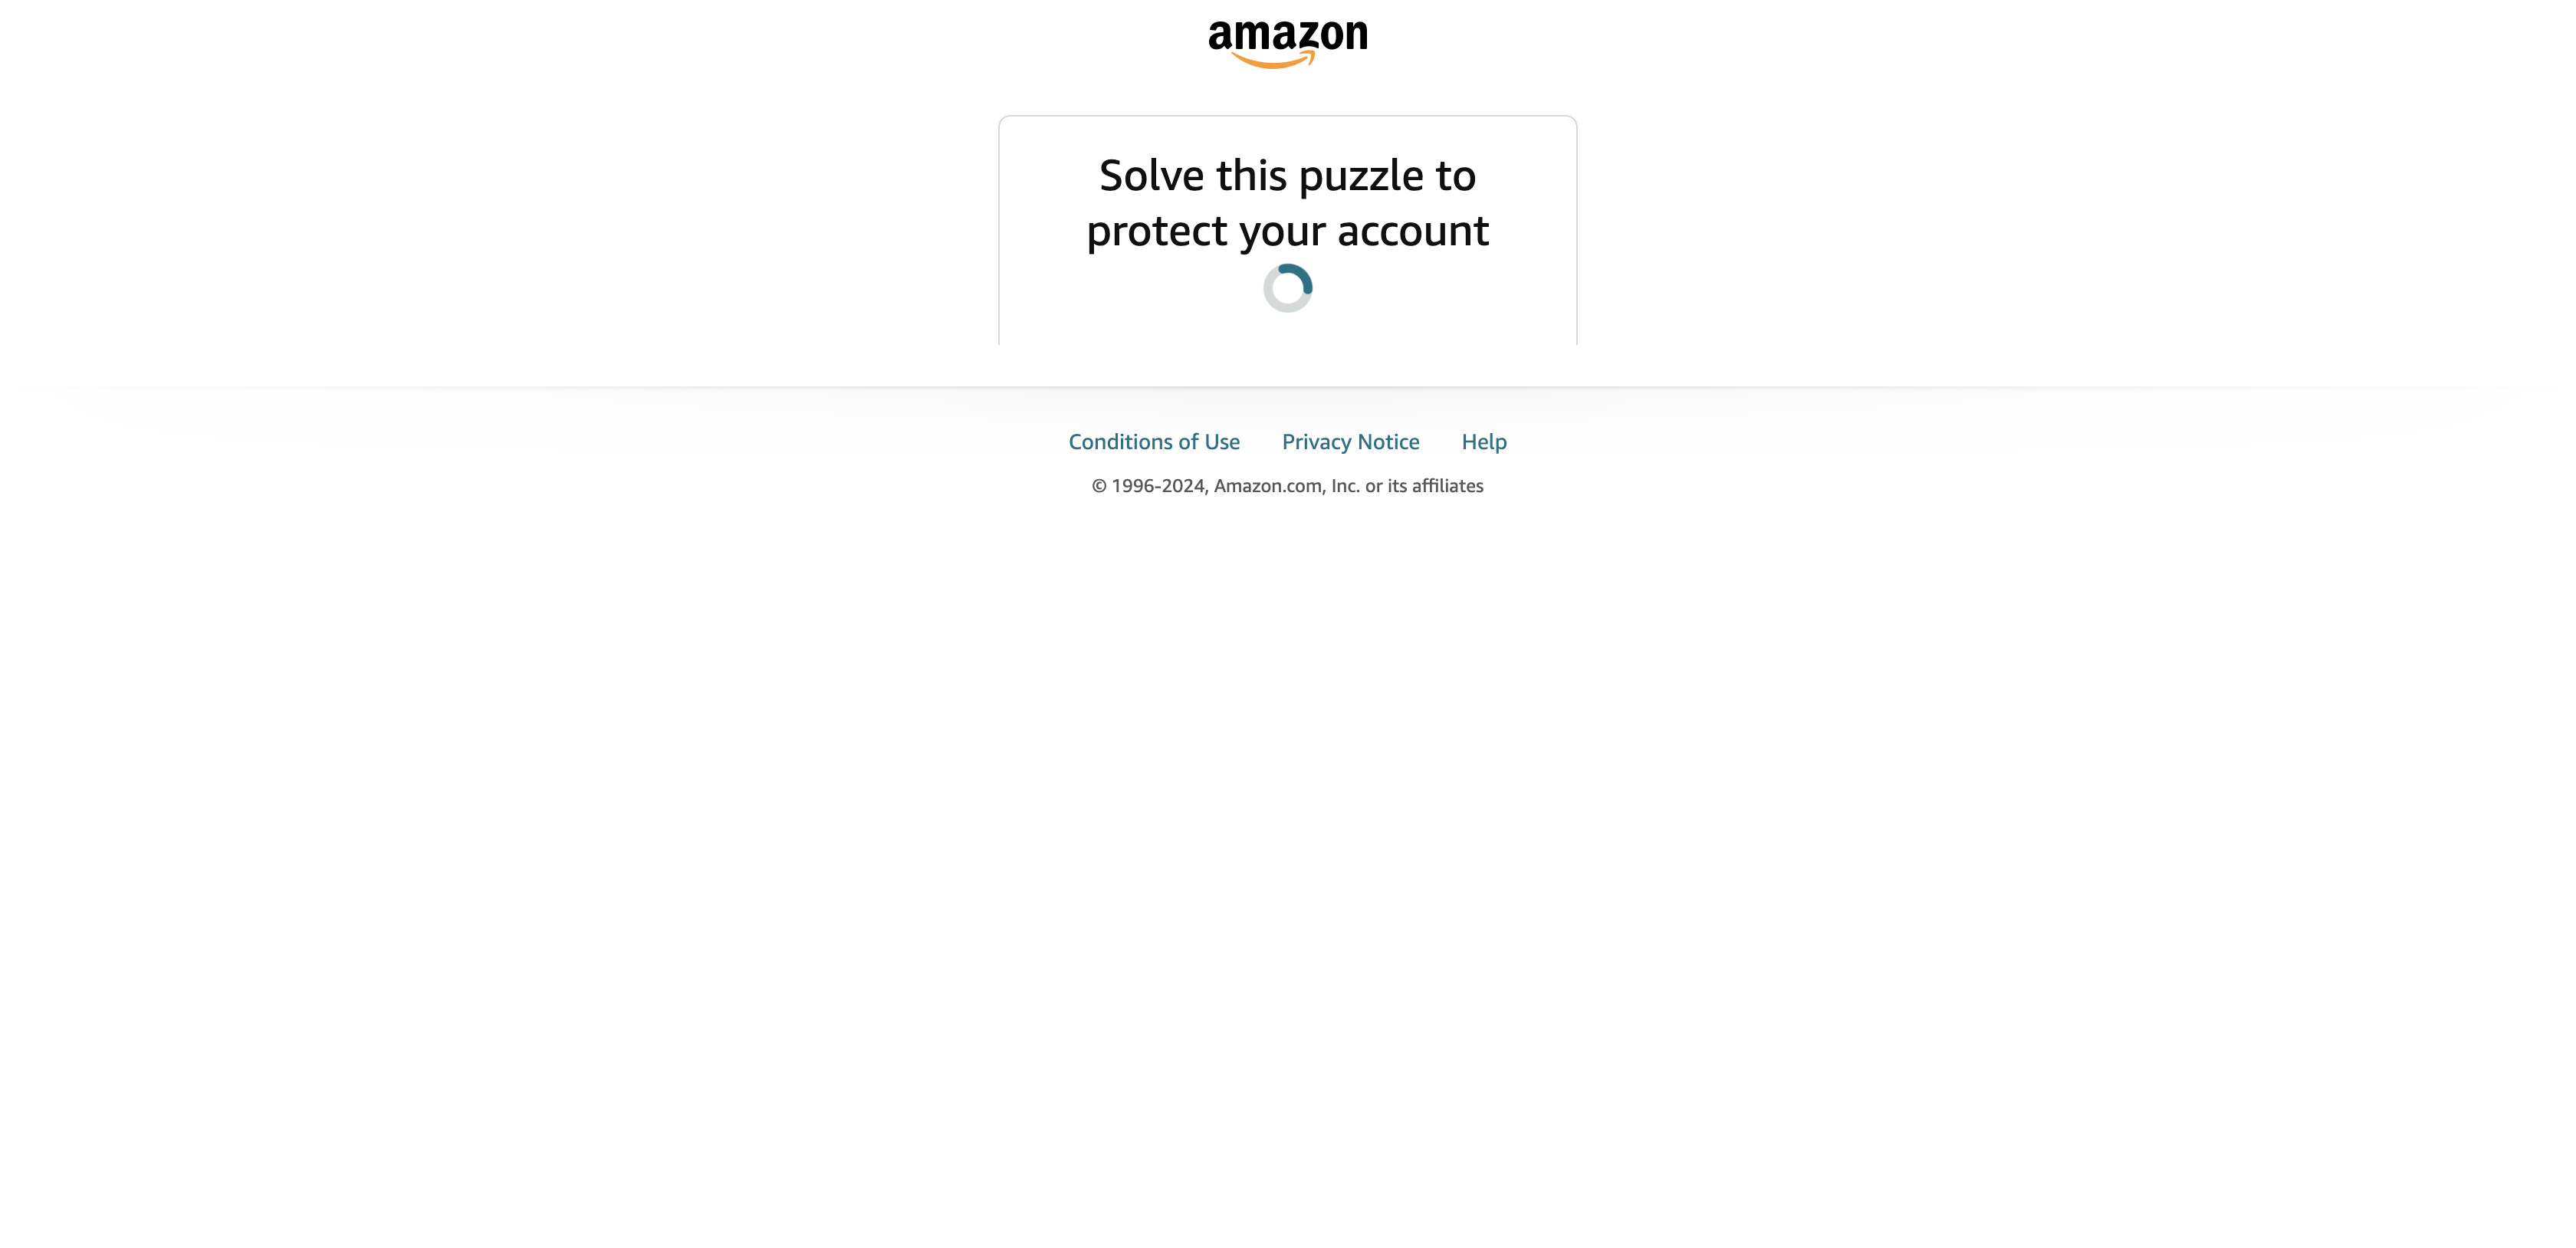 amazon
Solve this puzzle to
protect your account
Conditions of Use Privacy Notice Help
© 1996-2024, Amazon.com, Inc. or its affiliates